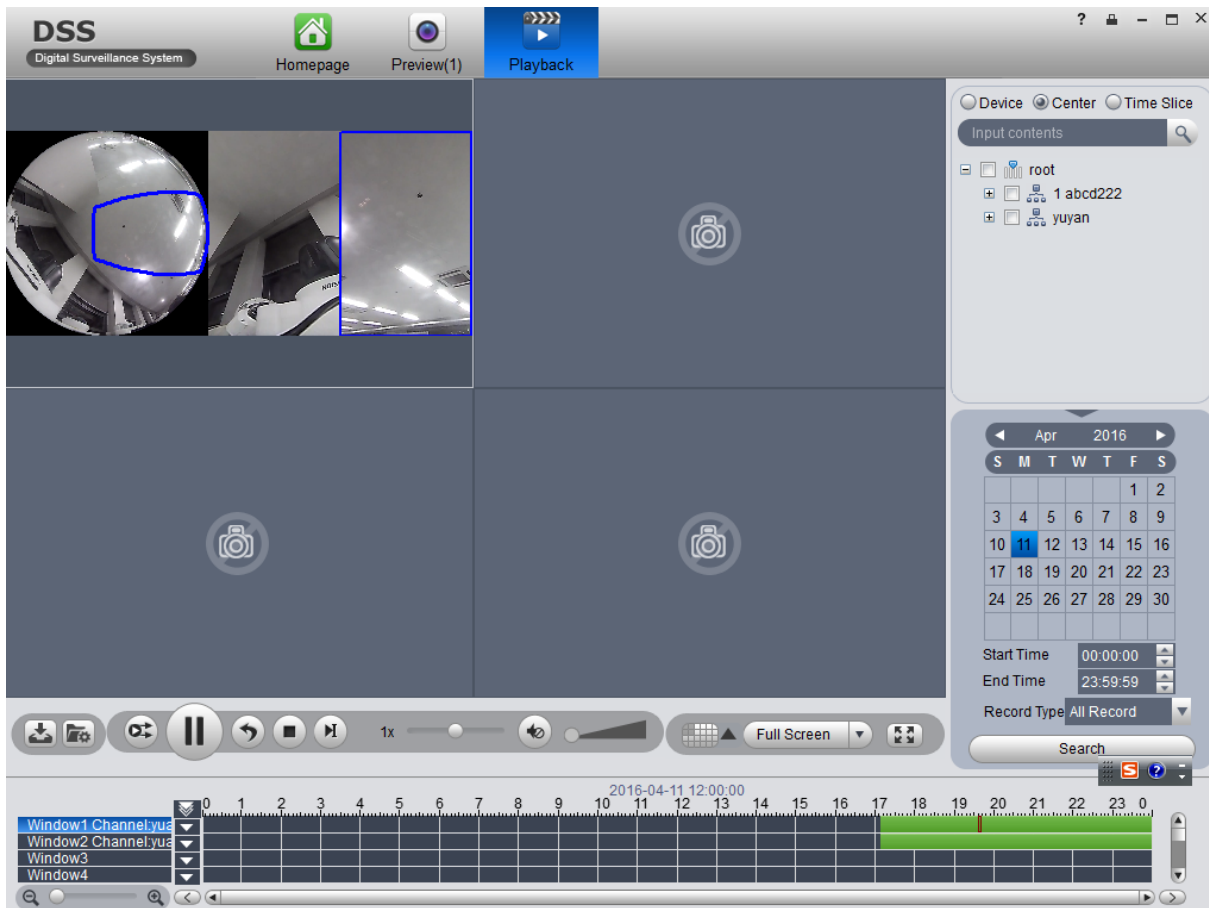 DSS
Digital Surveillance System
Homepage
Preview(1)
Playback
?
Device Center Time Slice
Input contents
root
1 abcd222
yuyan
Apr 2016
S M T W T F S
1 2
3 4 5 6 7 8 9
10 11 12 13 14 15 16
17 18 19 20 21 22 23
24 25 26 27 28 29 30
Start Time 00:00:00
End Time 23:59:59
Record Type All Record
Search
1x
Full Screen
S ?
2016-04-11 12:00:00
0 1 2 3 4 5 6 7 8 9 10 11 12 13 14 15 16 17 18 19 20 21 22 23 0
Window1 Channel:yua
Window2 Channel:yua
Window3
Window4